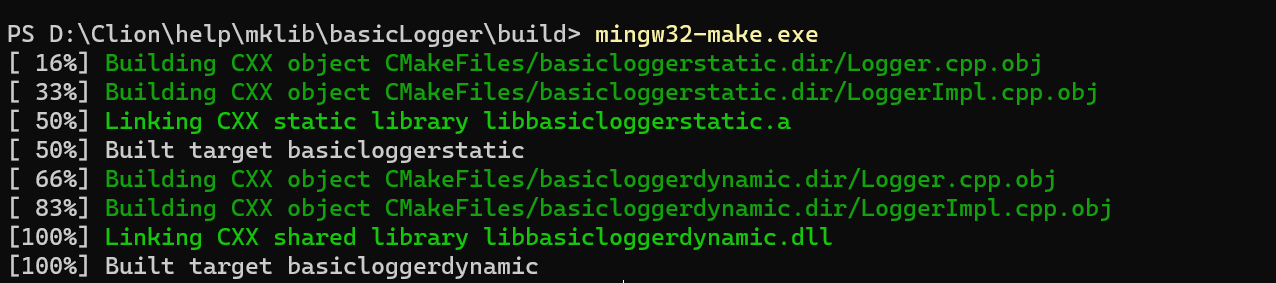 PS D:\Clion\help\mklib\basicLogger\build> mingw32-make.exe
[ 16%] Building CXX object CMakeFiles/basicloggerstatic.dir/Logger.cpp.obj
[ 33%] Building CXX object CMakeFiles/basicloggerstatic.dir/LoggerImpl.cpp.obj
[ 50%] Linking CXX static library libbasicloggerstatic.a
[ 50%] Built target basicloggerstatic
[ 66%] Building CXX object CMakeFiles/basicloggerdynamic.dir/Logger.cpp.obj
[ 83%] Building CXX object CMakeFiles/basicloggerdynamic.dir/LoggerImpl.cpp.obj
[100%] Linking CXX shared library libbasicloggerdynamic.dll
[100%] Built target basicloggerdynamic